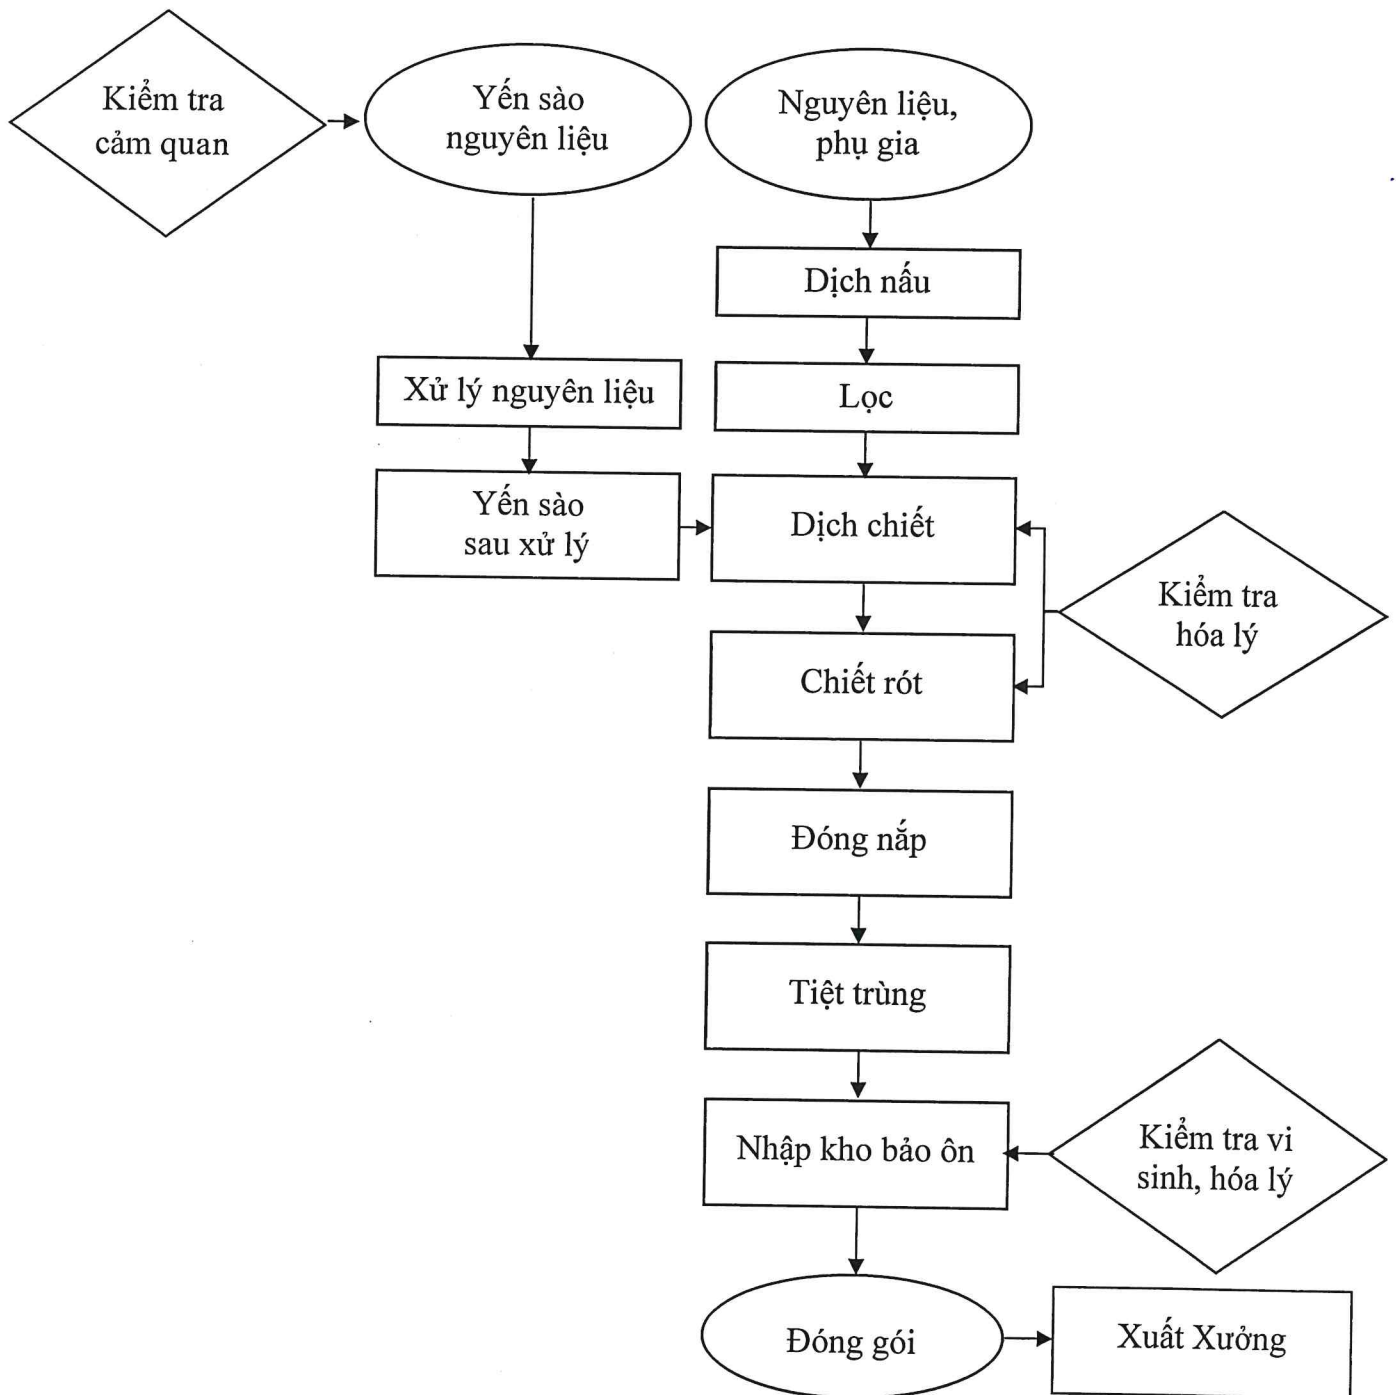 Kiểm tra
cảm quan
Yến sào
nguyên liệu
Nguyên liệu,
phụ gia
Dịch nấu
Xử lý nguyên liệu
Lọc
Yến sào
sau xử lý
Dịch chiết
Kiểm tra
hóa lý
Chiết rót
Đóng nắp
Tiệt trùng
Nhập kho bảo ôn
Kiểm tra vi
sinh, hóa lý
Đóng gói
Xuất Xưởng